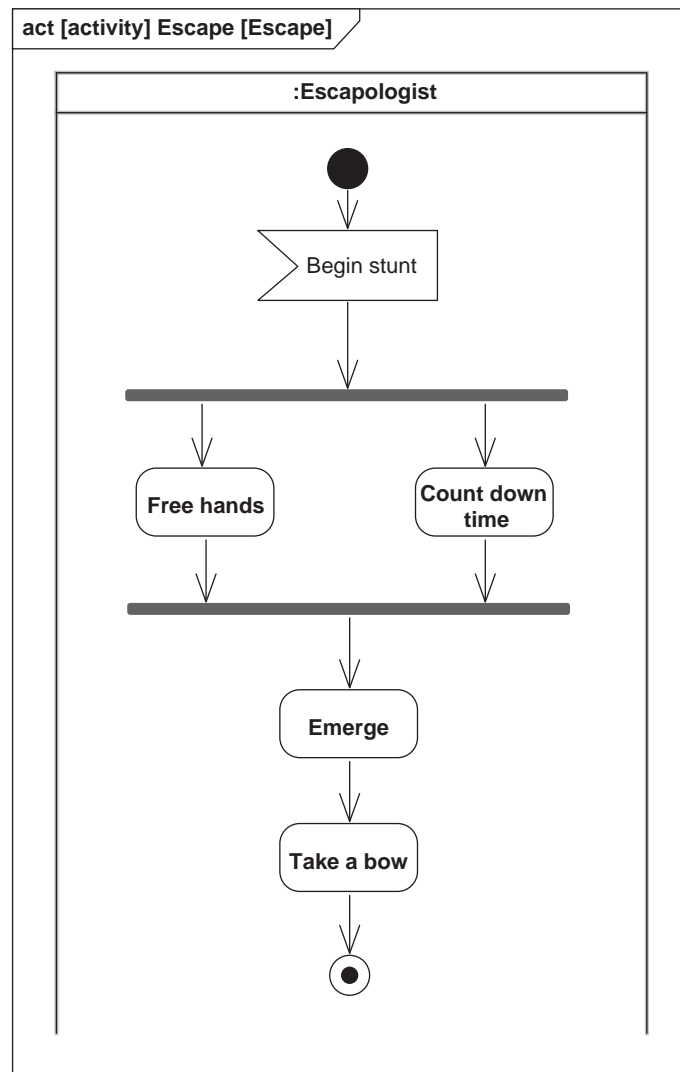 act [activity] Escape [Escape]
:Escapologist
Begin stunt
Free hands
Count down
time
Emerge
Take a bow